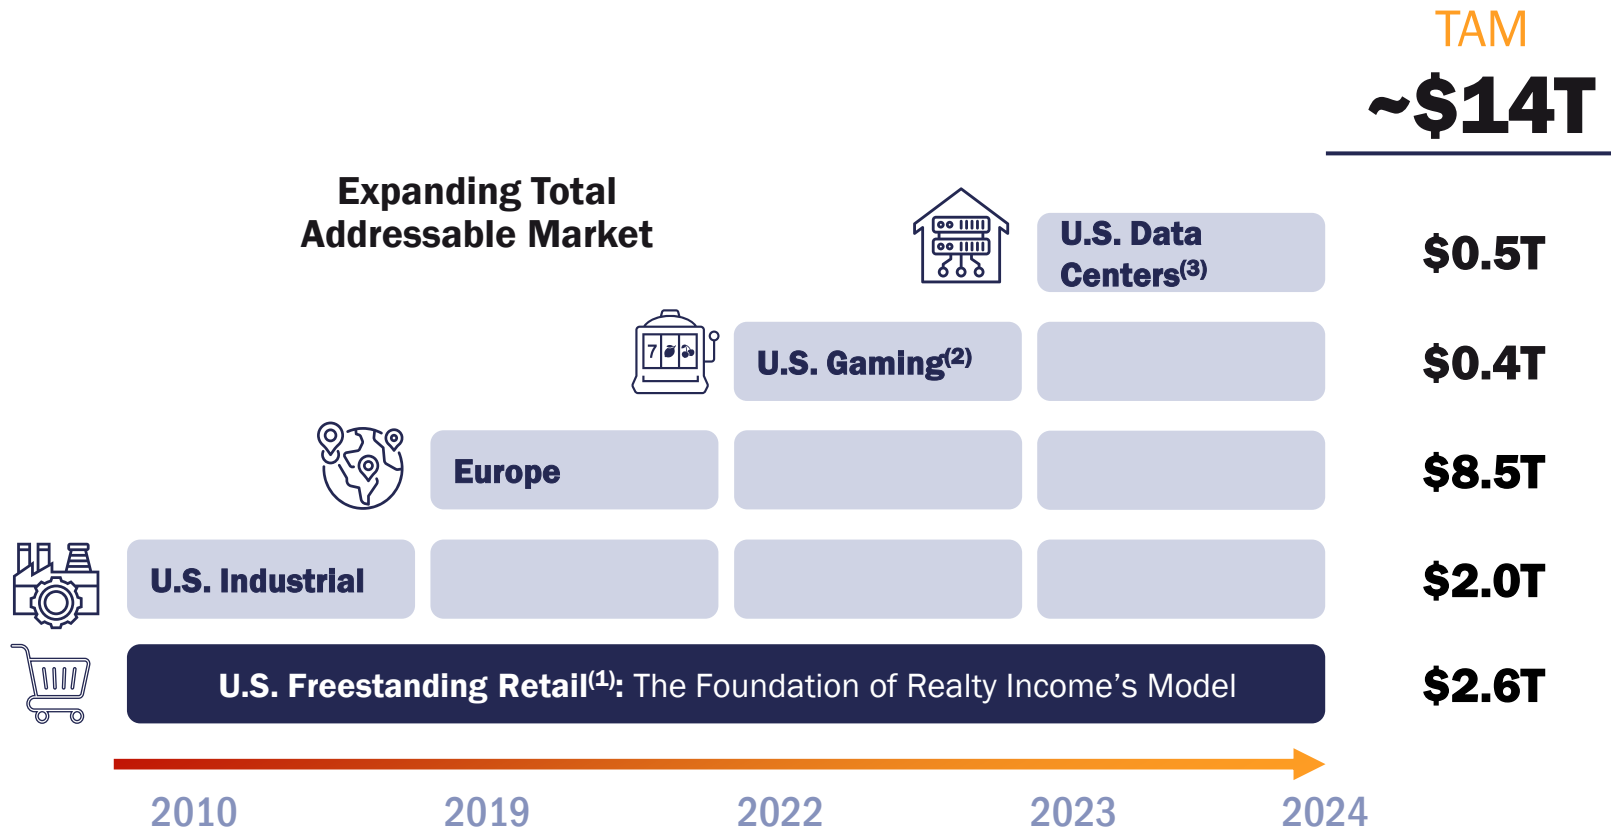 TAM
~$14T
Expanding Total
Addressable Market
U.S. Data
Centers(3)
$0.5T
7
U.S. Gaming(2)
$0.4T
Europe
$8.5T
U.S. Industrial
$2.0T
U.S. Freestanding Retail(1): The Foundation of Realty Income’s Model
$2.6T
2010
2019
2022
2023
2024